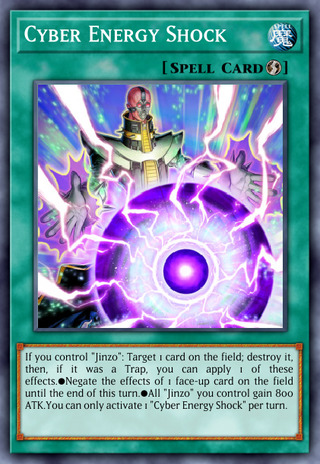 Cyber Energy Shock
魔
[Spell Card]
If you control "Jinzo": Target 1 card on the field; destroy it,
then, if it was a Trap, you can apply 1 of these
effects.●Negate the effects of 1 face-up card on the field
until the end of this turn.●All "Jinzo" you control gain 800
ATK.You can only activate 1 "Cyber Energy Shock" per turn.